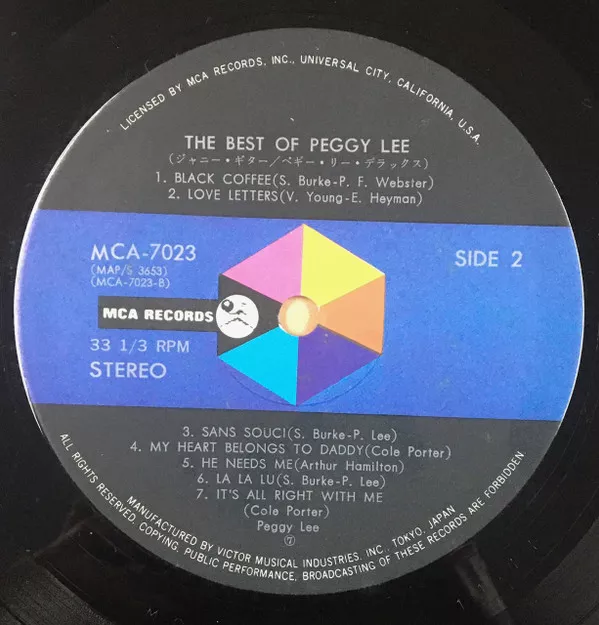 LICENSED BY MCA RECORDS, INC., UNIVERSAL CITY, CALIFORNIA, U.S.A.
THE BEST OF PEGGY LEE
(ジャニー・ギター/ペギー・リー・デラックス)
1. BLACK COFFEE(S. Burke-P. F. Webster)
2. LOVE LETTERS(V. Young-E. Heyman)
MCA-7023
(MAP/S 3653)
(MCA-7023-B)
SIDE 2
MCA RECORDS
33 1/3 RPM
STEREO
3. SANS SOUCI(S. Burke-P. Lee)
4. MY HEART BELONGS TO DADDY(Cole Porter)
5. HE NEEDS ME(Arthur Hamilton)
6. LA LA LU(S. Burke-P. Lee)
7. IT'S ALL RIGHT WITH ME
(Cole Porter)
Peggy Lee
⑦
MANUFACTURED BY VICTOR MUSICAL INDUSTRIES, INC., TOKYO, JAPAN
ALL RIGHTS RESERVED. COPYING, PUBLIC PERFORMANCE, BROADCASTING OF THESE RECORDS ARE FORBIDDEN